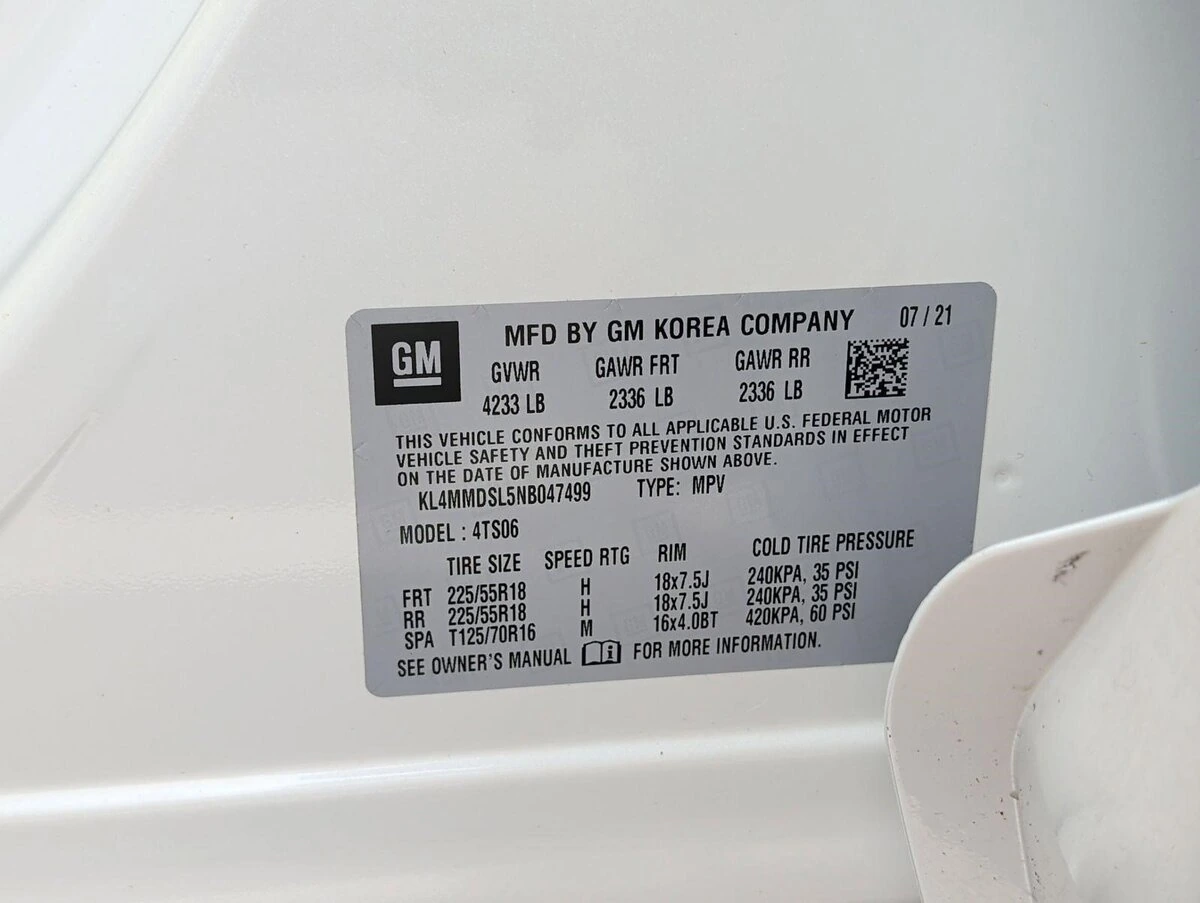 GM
MFD BY GM KOREA COMPANY 07 / 21
GVWR GAWR FRT GAWR RR
4233 LB 2336 LB 2336 LB
THIS VEHICLE CONFORMS TO ALL APPLICABLE U.S. FEDERAL MOTOR
VEHICLE SAFETY AND THEFT PREVENTION STANDARDS IN EFFECT
ON THE DATE OF MANUFACTURE SHOWN ABOVE.
KL4MMDSL5NB047499 TYPE: MPV
MODEL : 4TS06
TIRE SIZE SPEED RTG RIM COLD TIRE PRESSURE
FRT 225/55R18 H 18x7.5J 240KPA, 35 PSI
RR 225/55R18 H 18x7.5J 240KPA, 35 PSI
SPA T125/70R16 M 16x4.0BT 420KPA, 60 PSI
SEE OWNER'S MANUAL FOR MORE INFORMATION.